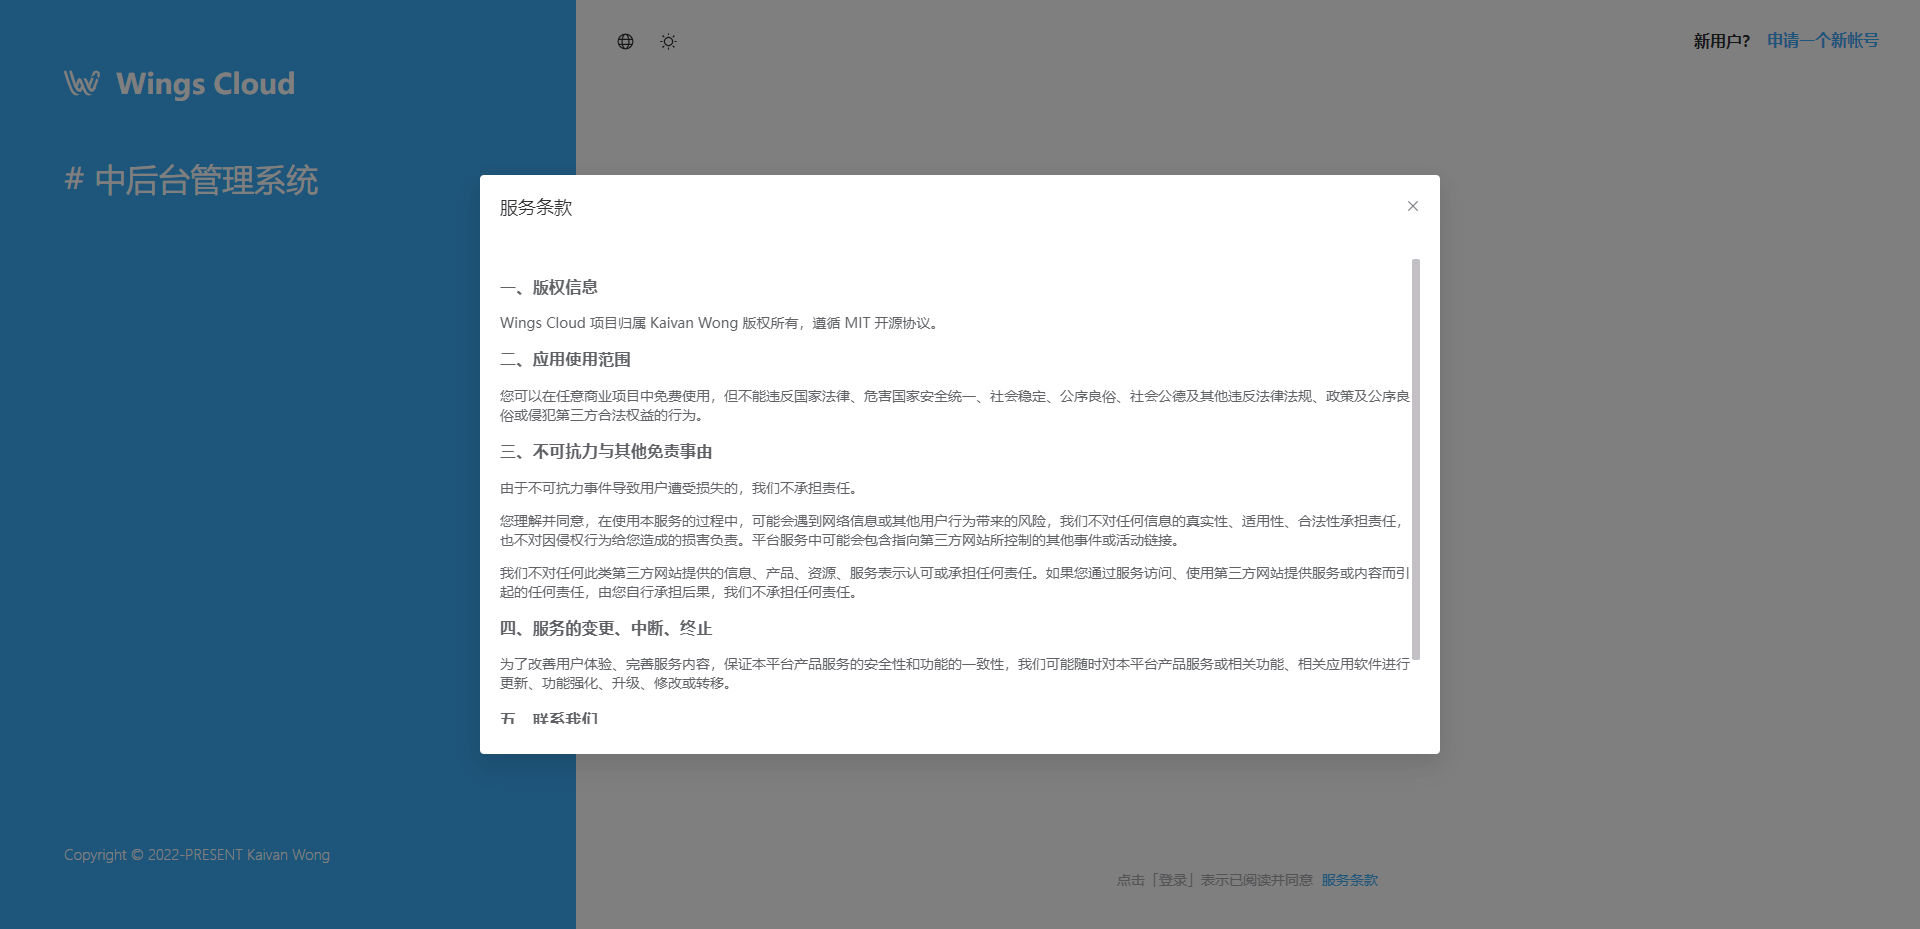 Wings Cloud
# 中后台管理系统
新用户? 申请一个新帐号
服务条款
一、版权信息
Wings Cloud 项目归属 Kaivan Wong 版权所有，遵循 MIT 开源协议。
二、应用使用范围
您可以在任意商业项目中免费使用，但不能违反国家法律、危害国家安全统一、社会稳定、公序良俗、社会公德及其他违反法律法规、政策及公序良
俗或侵犯第三方合法权益的行为。
三、不可抗力与其他免责事由
由于不可抗力事件导致用户遭受损失的，我们不承担责任。
您理解并同意，在使用本服务的过程中，可能会遇到网络信息或其他用户行为带来的风险，我们不对任何信息的真实性、适用性、合法性承担责任，
也不对因侵权行为给您造成的损害负责。平台服务中可能会包含指向第三方网站所控制的其他事件或活动链接。
我们不对任何此类第三方网站提供的信息、产品、资源、服务表示认可或承担任何责任。如果您通过服务访问、使用第三方网站提供服务或内容而引
起的任何责任，由您自行承担后果，我们不承担任何责任。
四、服务的变更、中断、终止
为了改善用户体验、完善服务内容，保证本平台产品服务的安全性和功能的一致性，我们可能随时对本平台产品服务或相关功能、相关应用软件进行
更新、功能强化、升级、修改或转移。
五、联系我们
Copyright © 2022-PRESENT Kaivan Wong
点击「登录」表示已阅读并同意 服务条款